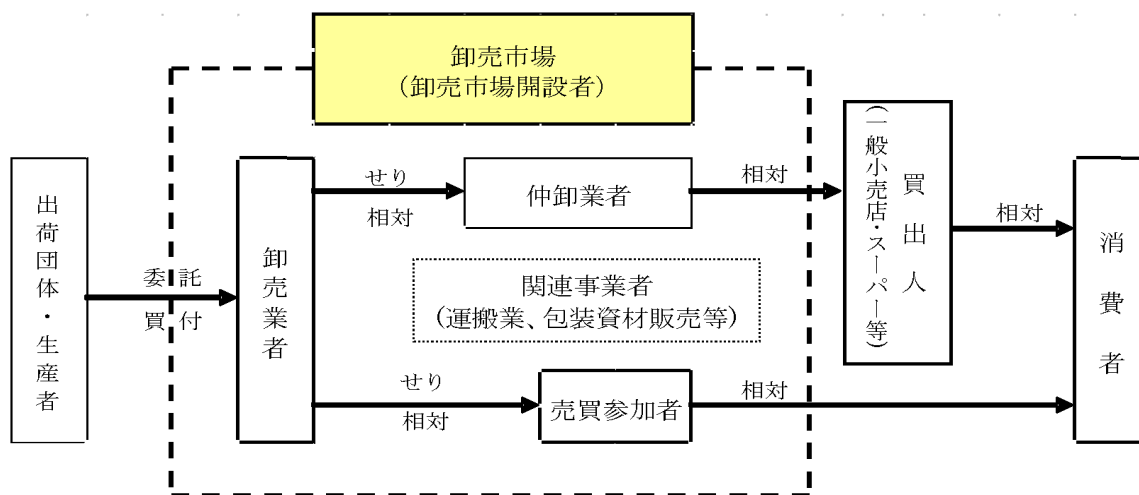 卸売市場
（卸売市場開設者）
出荷団体・生産者
委託
買付
卸売業者
せり
相対
仲卸業者
相対
買出人
（一般小売店・スーパー等）
相対
消費者
関連事業者
（運搬業、包装資材販売等）
せり
相対
売買参加者
相対